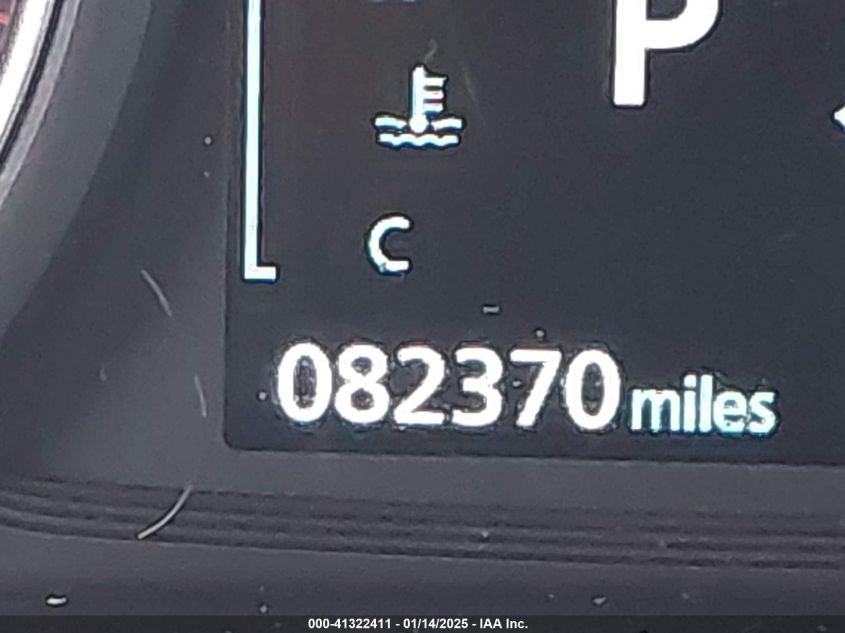 P
C
082370 miles
000-41322411 - 01/14/2025 - IAA Inc.